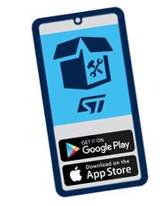 ST
GET IT ON
Google Play
Download on the
App Store